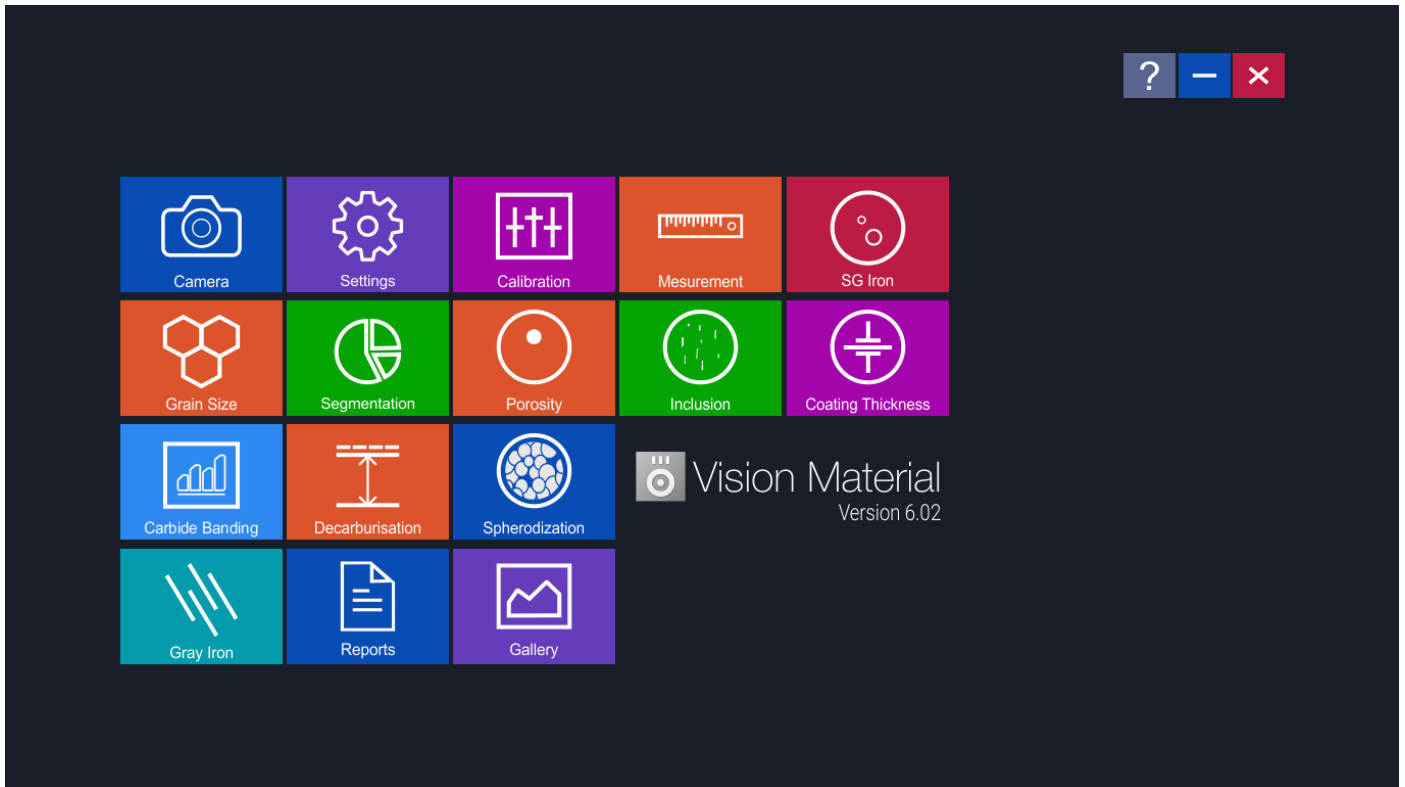 ?
Camera
Settings
Calibration
Mesurement
SG Iron
Grain Size
Segmentation
Porosity
Inclusion
Coating Thickness
Carbide Banding
Decarburisation
Spherodization
Vision Material
Version 6.02
Gray Iron
Reports
Gallery